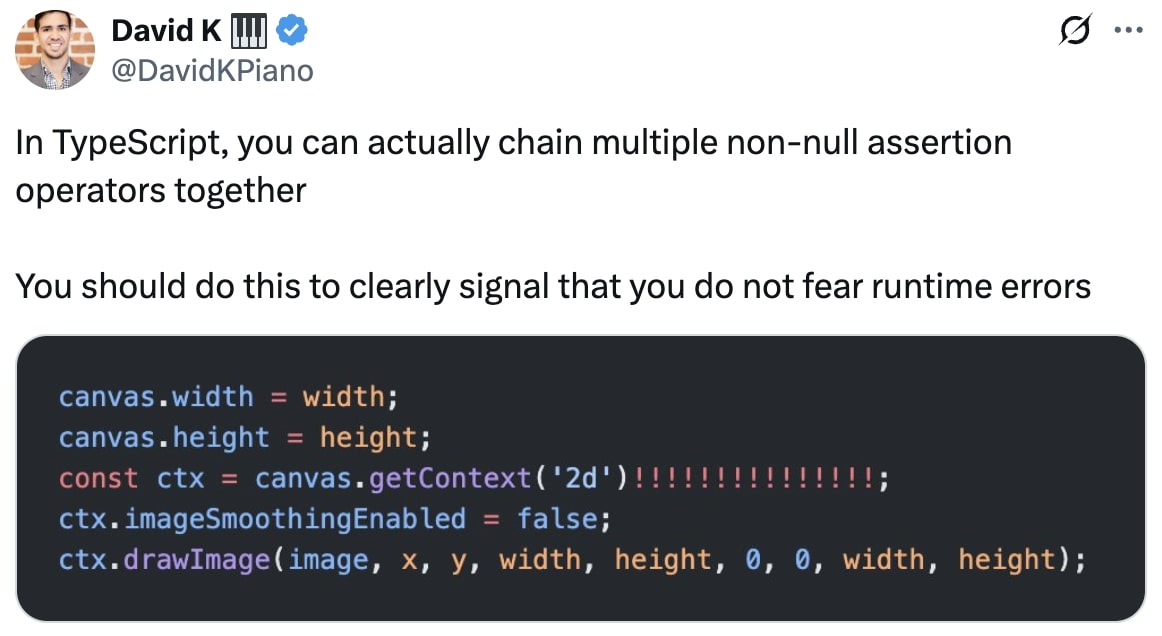 David K 🎹
@DavidKPiano
In TypeScript, you can actually chain multiple non-null assertion
operators together
You should do this to clearly signal that you do not fear runtime errors
canvas.width = width;
canvas.height = height;
const ctx = canvas.getContext('2d')!!!!!!!!!!!!!!!;
ctx.imageSmoothingEnabled = false;
ctx.drawImage(image, x, y, width, height, 0, 0, width, height);